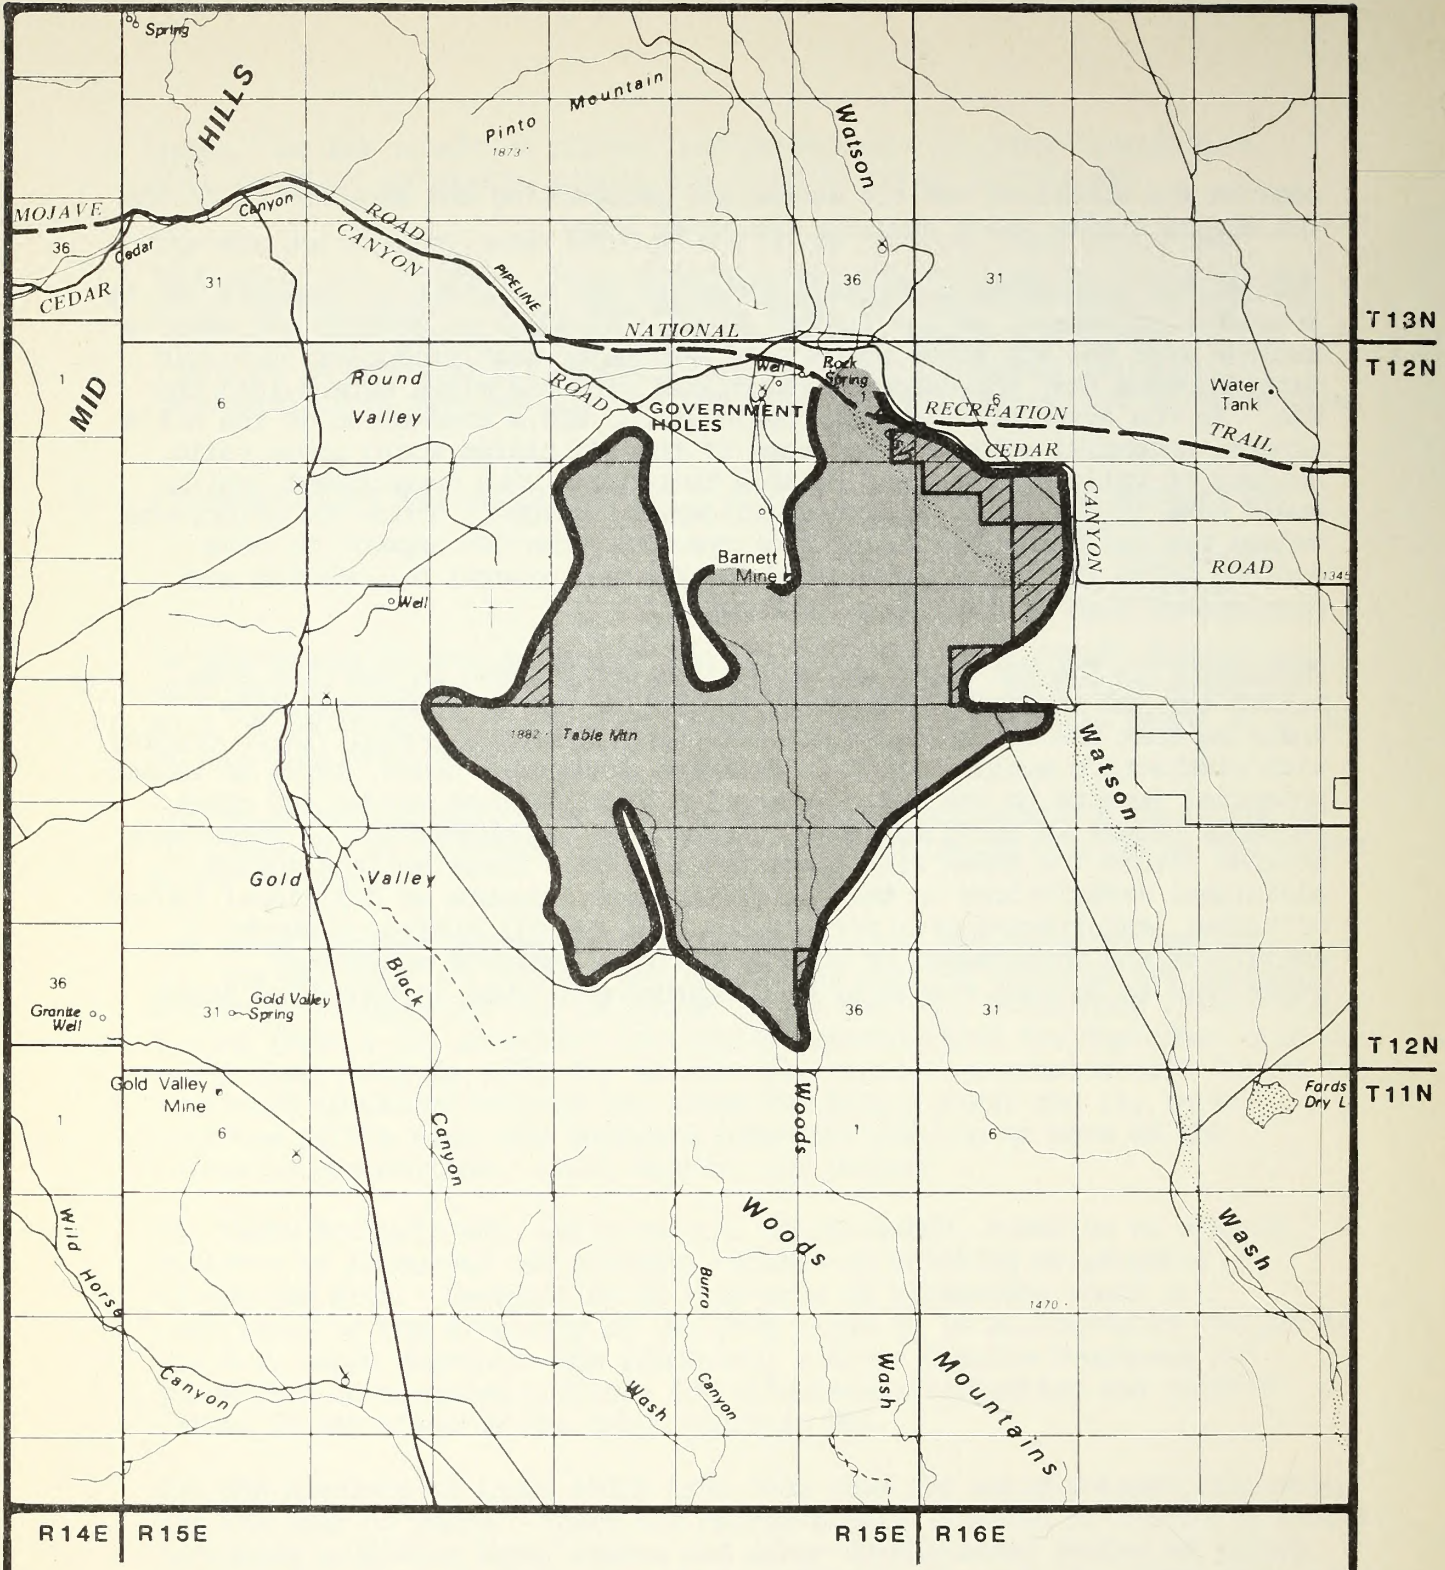 Spring
HILLS
Pinto Mountain
1873
Watson
MOJAVE
ROAD
Canyon
CANYON
36
Cedar
31
CEDAR
PIPELINE
36
31
NATIONAL
T13N
T12N
1
MID
6
Round
Valley
ROAD
Well
Rock
Spring
1
6
Water
Tank
GOVERNMENT
HOLES
RECREATION
TRAIL
CEDAR
CANYON
ROAD
1345
Barnett
Mine
Well
1882 Table Mtn
Watson
Gold Valley
Black
36
Granite
Well
31
Gold Valley
Spring
36
31
T12N
T11N
Gold Valley
Mine
1
6
Canyon
Woods
1
6
Fards
Dry L
Wild
Horse
Canyon
Woods
Burro
Canyon
Wash
Wash
Wash
1470
Mountains
R14E R15E
R15E R16E